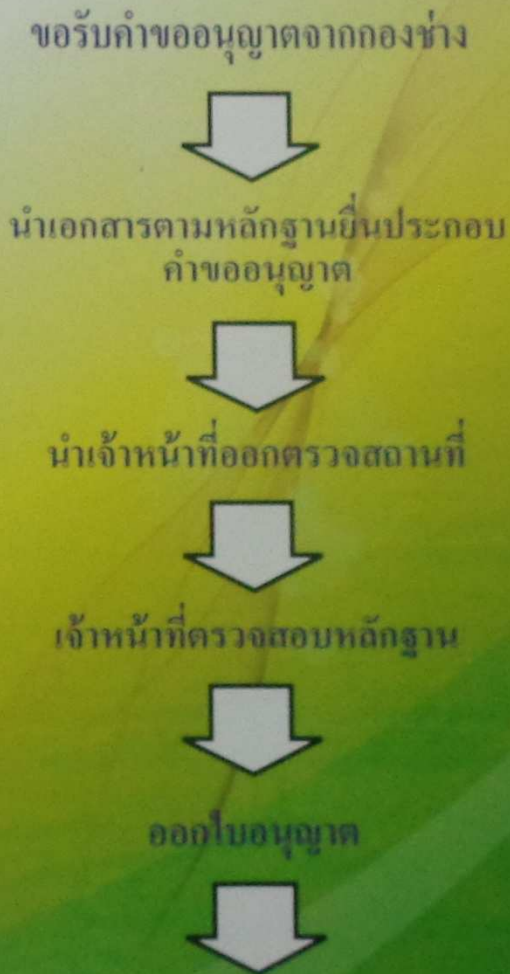 ขอรับคำขออนุญาตจากกองช่าง
นำเอกสารตามหลักฐานยื่นประกอบ
คำขออนุญาต
นำเจ้าหน้าที่ออกตรวจสถานที่
เจ้าหน้าที่ตรวจสอบหลักฐาน
ออกใบอนุญาต